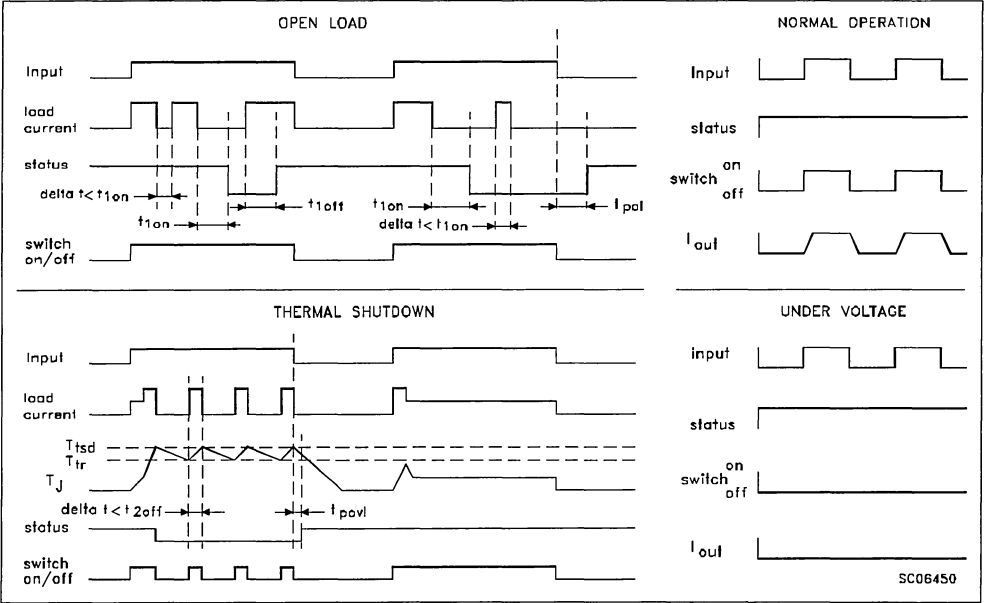 OPEN LOAD
Input
load
current
status
delta t < t1on
t1on
t1off
t1on
delta t < t1on
tpol
switch
on/off
NORMAL OPERATION
Input
status
switch on
off
Iout
THERMAL SHUTDOWN
Input
load
current
Ttsd
Ttr
TJ
delta t < t2off
tpovl
status
switch
on/off
UNDER VOLTAGE
input
status
switch on
off
Iout
SC06450